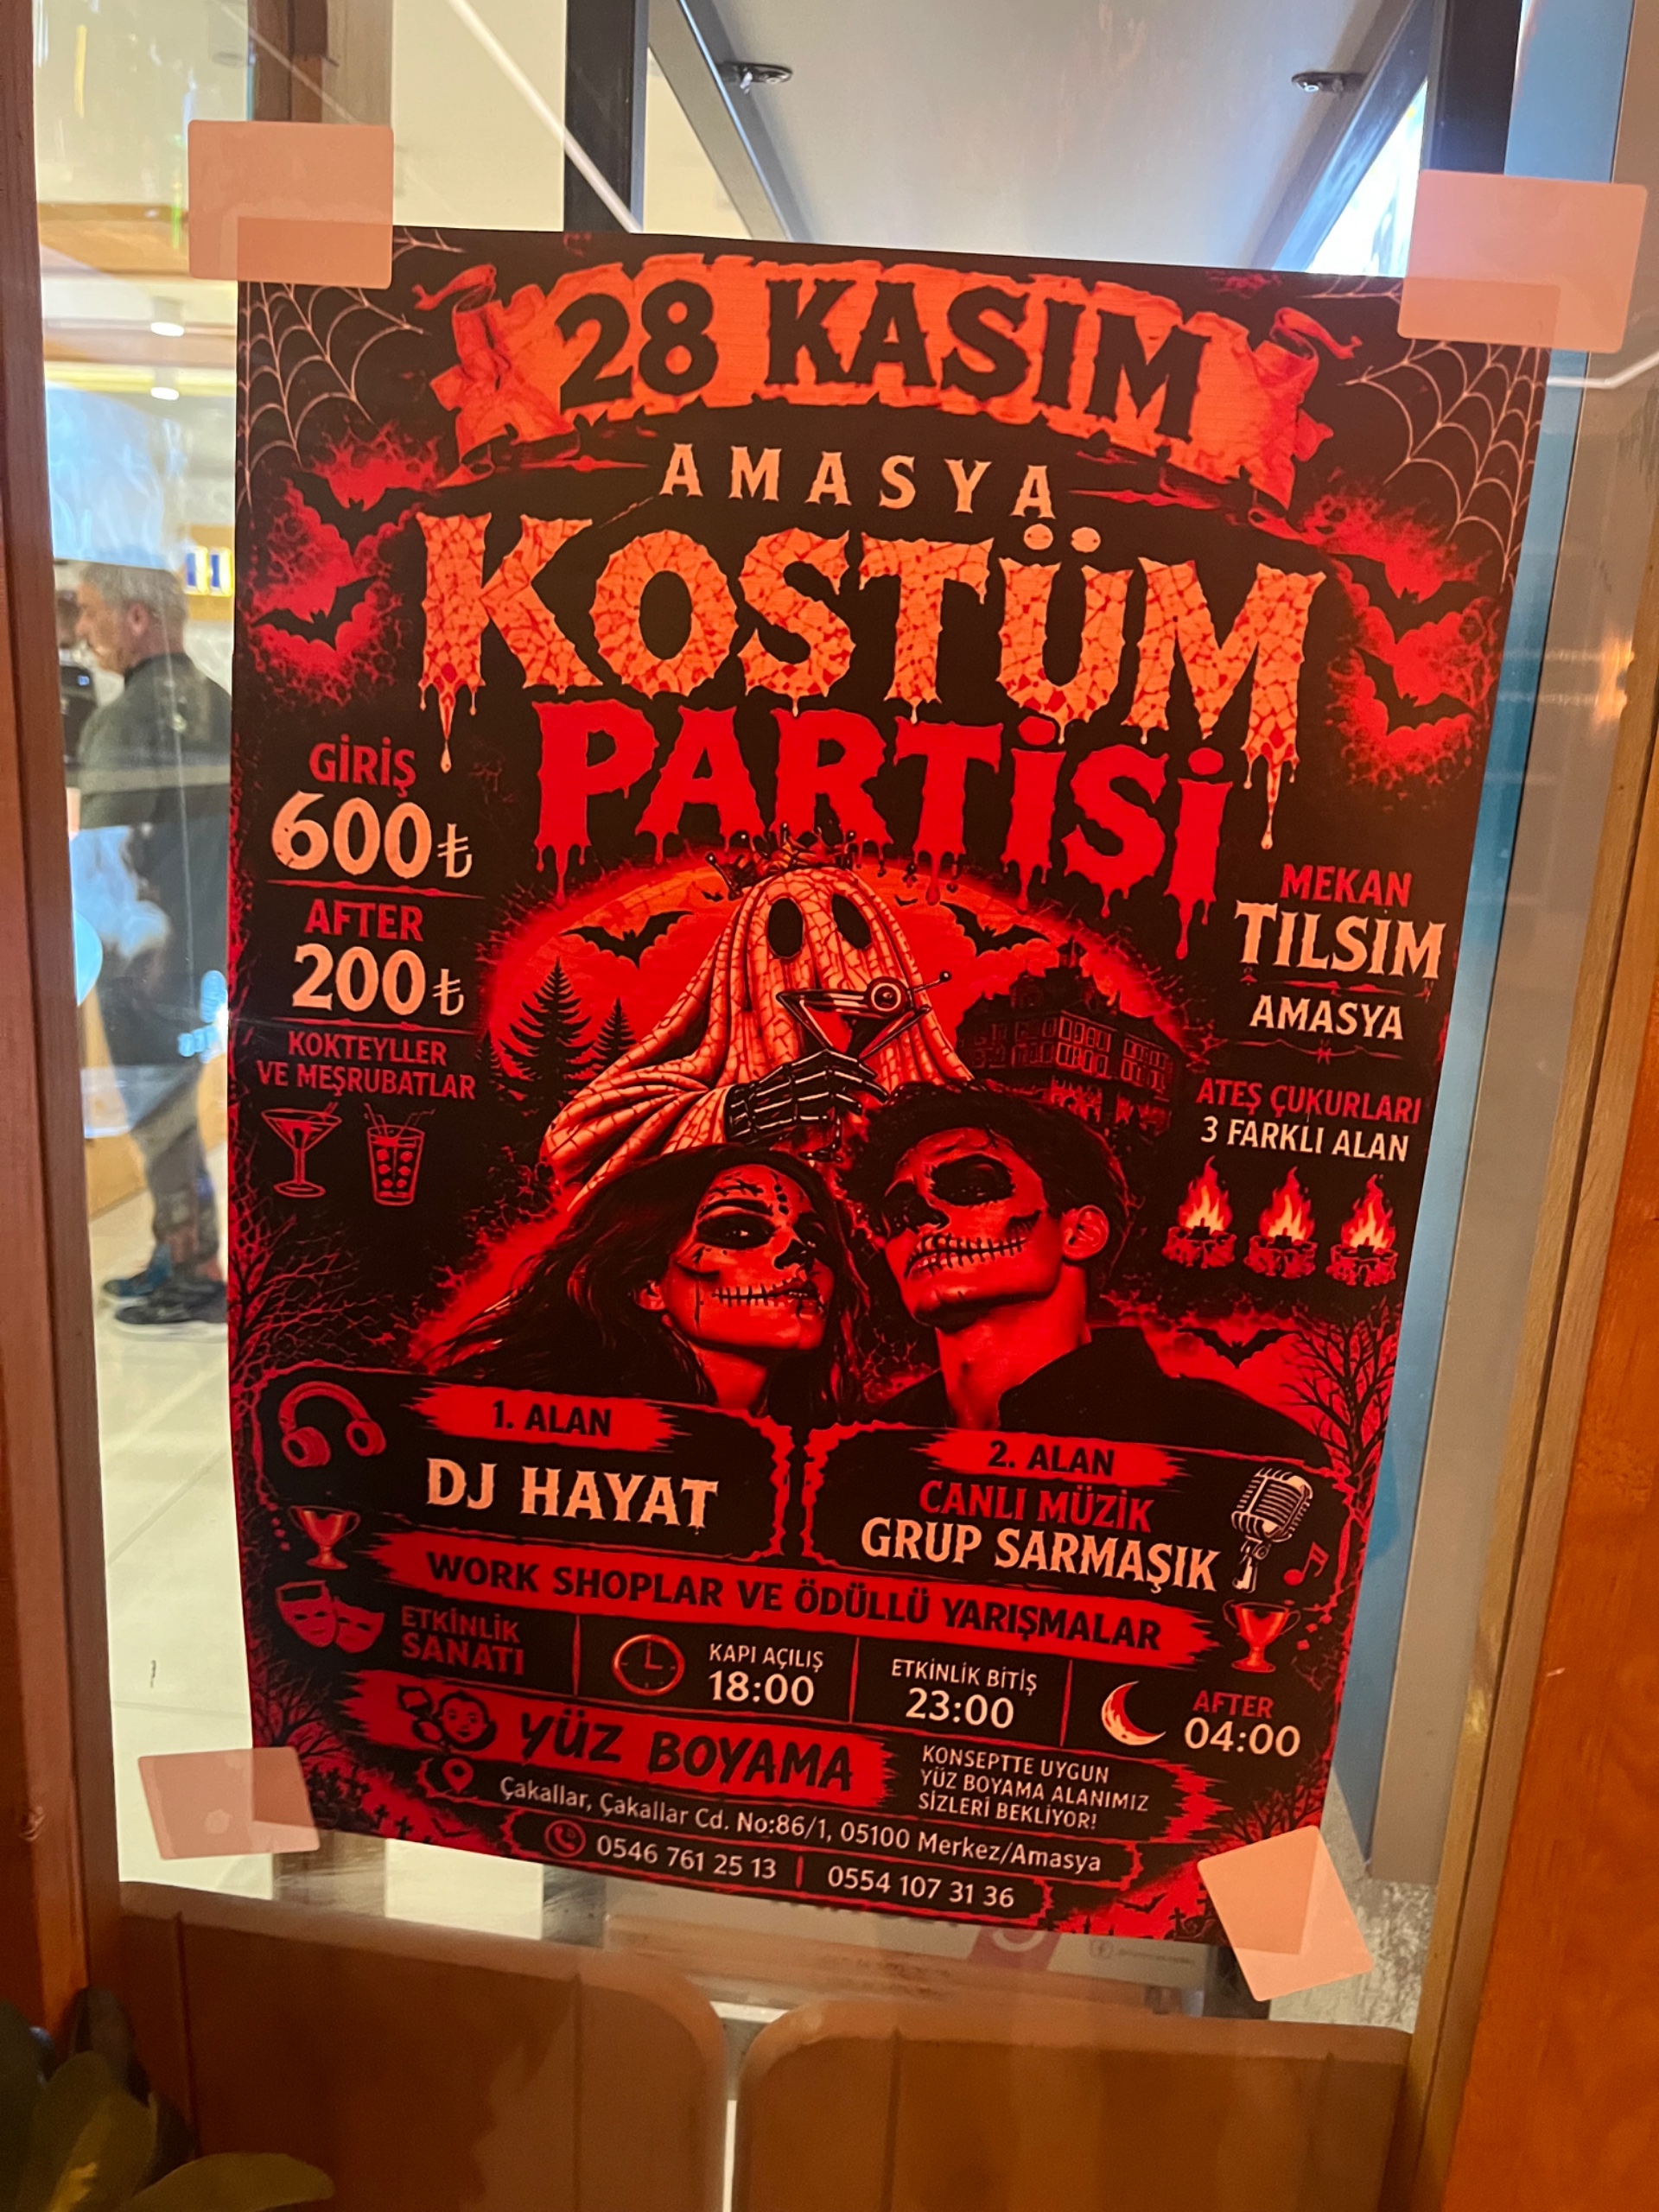 28 KASIM
AMASYA
KOSTÜM
PARTİSİ
GİRİŞ
600₺
AFTER
200₺
KOKTEYLLER
VE MEŞRUBATLAR
MEKAN
TILSIM
AMASYA
ATEŞ ÇUKURLARI
3 FARKLI ALAN
1. ALAN
DJ HAYAT
2. ALAN
CANLI MÜZİK
GRUP SARMAŞIK
WORK SHOPLAR VE ÖDÜLLÜ YARIŞMALAR
ETKİNLİK
SANATI
KAPI AÇILIŞ
18:00
ETKİNLİK BİTİŞ
23:00
AFTER
04:00
YÜZ BOYAMA
KONSEPTTE UYGUN
YÜZ BOYAMA ALANIMIZ
SİZLERİ BEKLİYOR!
Çakallar, Çakallar Cd. No:86/1, 05100 Merkez/Amasya
0546 761 25 13 | 0554 107 31 36